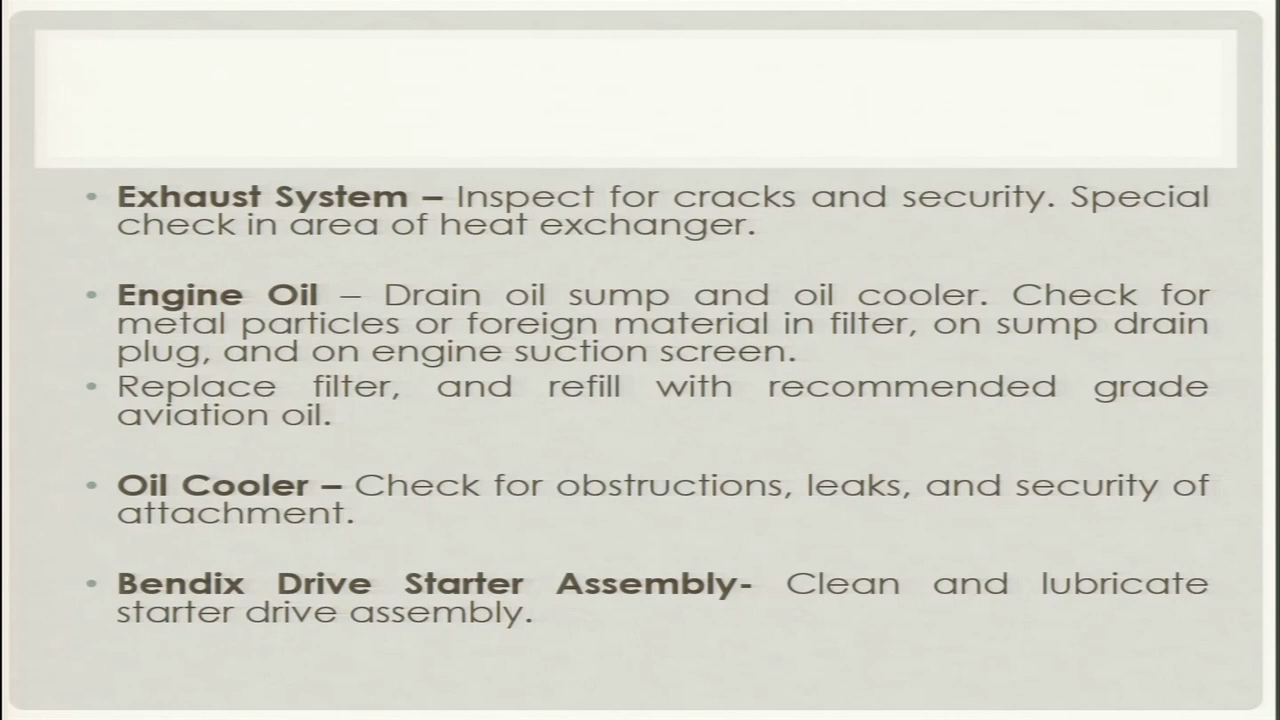 • Exhaust System – Inspect for cracks and security. Special
check in area of heat exchanger.
• Engine Oil – Drain oil sump and oil cooler. Check for
metal particles or foreign material in filter, on sump drain
plug, and on engine suction screen.
• Replace filter, and refill with recommended grade
aviation oil.
• Oil Cooler – Check for obstructions, leaks, and security of
attachment.
• Bendix Drive Starter Assembly- Clean and lubricate
starter drive assembly.